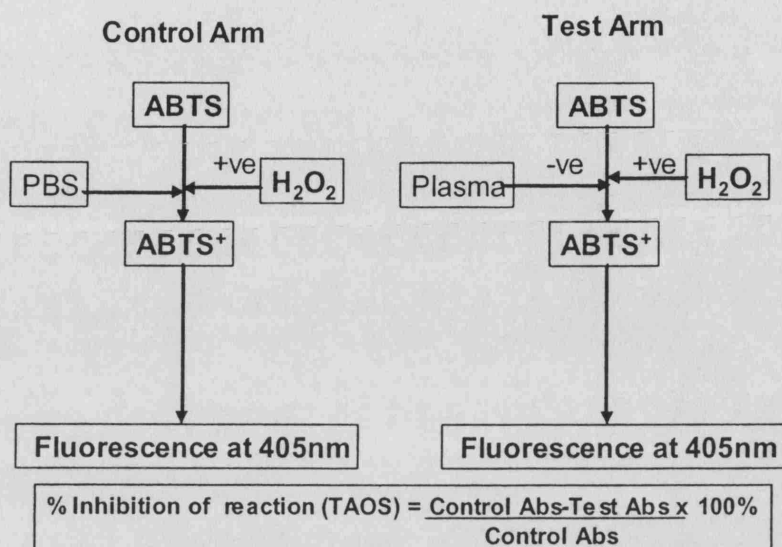 Control Arm
Test Arm
ABTS
ABTS
PBS
+ve
H₂O₂
Plasma
-ve
+ve
H₂O₂
ABTS⁺
ABTS⁺
Fluorescence at 405nm
Fluorescence at 405nm
% Inhibition of reaction (TAOS) = Control Abs-Test Abs x 100%
Control Abs